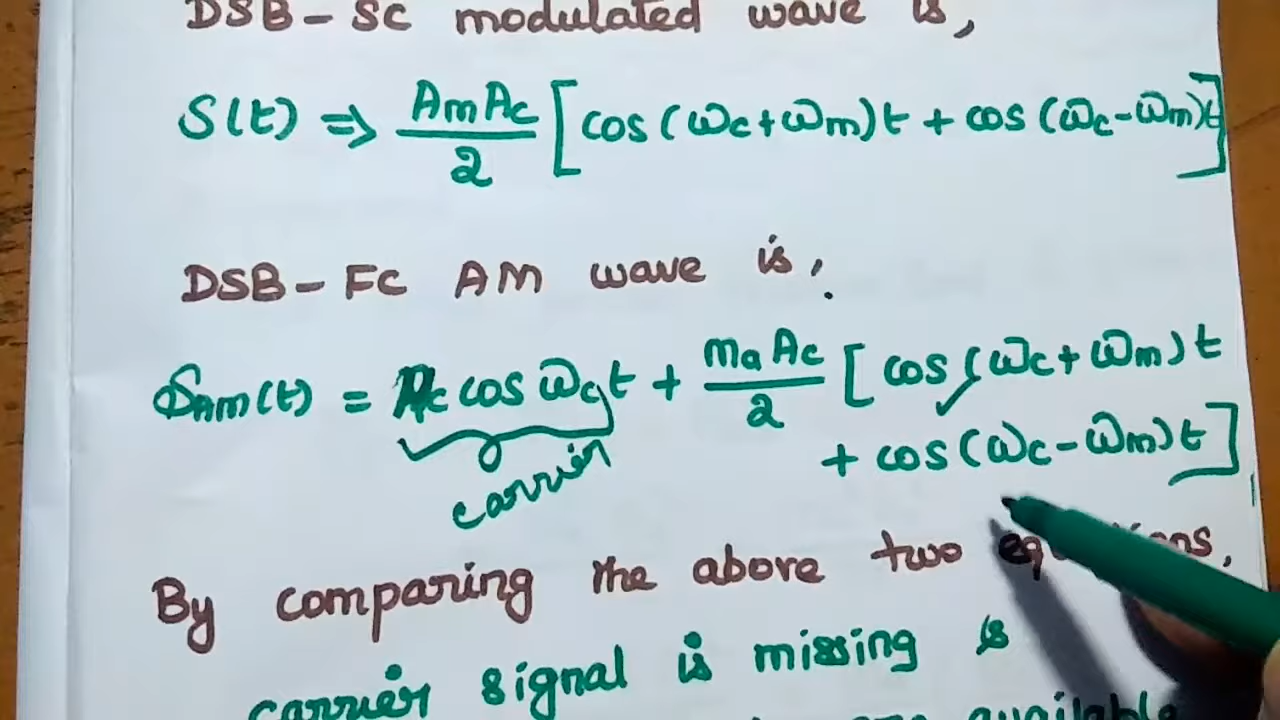 DSB-SC modulated wave is,
S(t) ⇒ AmAc/2 [cos(ωc+ωm)t + cos(ωc-ωm)t]
DSB-FC AM wave is,
SAm(t) = Ac cos ωct + maAc/2 [cos(ωc+ωm)t
+ cos(ωc-ωm)t]
carrier
By comparing the above two
carrier signal is missing &
available